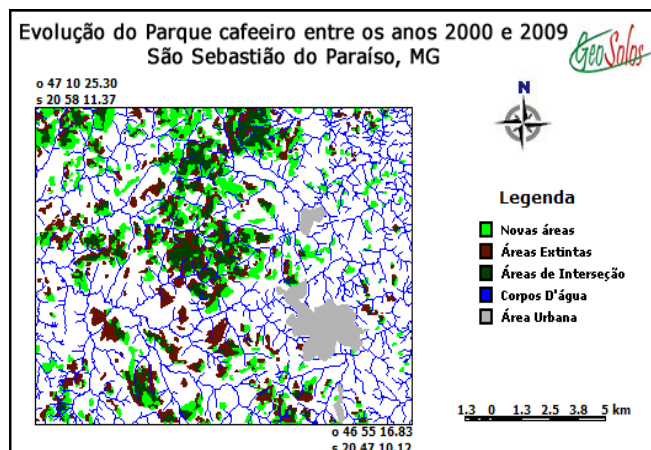 Evolução do Parque cafeeiro entre os anos 2000 e 2009
São Sebastião do Paraíso, MG
GeoSolos
o 47 10 25.30
s 20 58 11.37
N
Legenda
Novas áreas
Áreas Extintas
Áreas de Interseção
Corpos D'água
Área Urbana
1.3 0 1.3 2.5 3.8 5 km
o 46 55 16.83
s 20 47 10.12